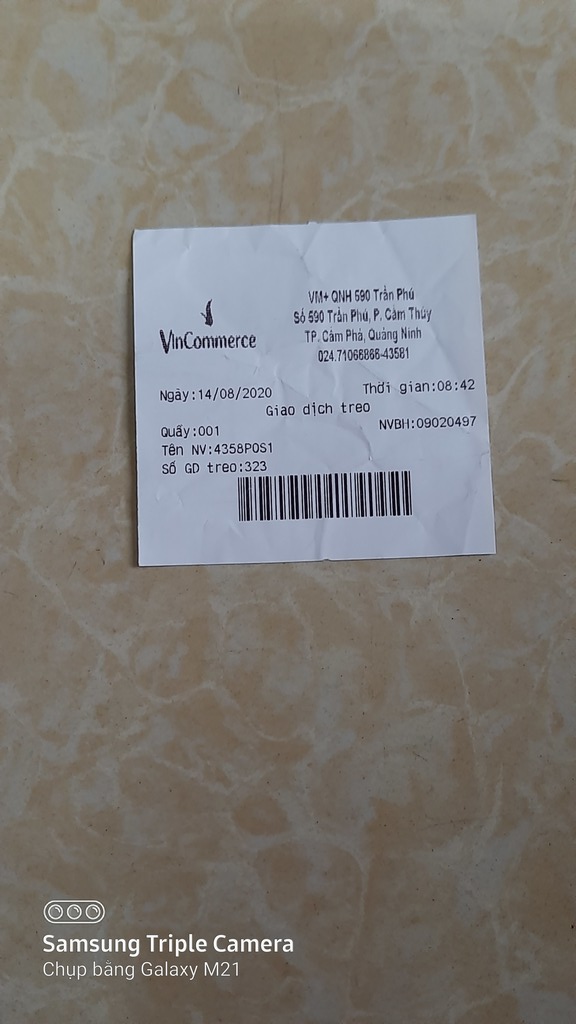 VinCommerce
VM+ QNH 590 Trần Phú
Số 590 Trần Phú, P. Cẩm Thủy
TP. Cẩm Phả, Quảng Ninh
024.71066866-43581
Ngày:14/08/2020 Thời gian:08:42
Giao dịch treo
Quầy:001 NVBH:09020497
Tên NV:4358POS1
Số GD treo:323
Samsung Triple Camera
Chụp bằng Galaxy M21